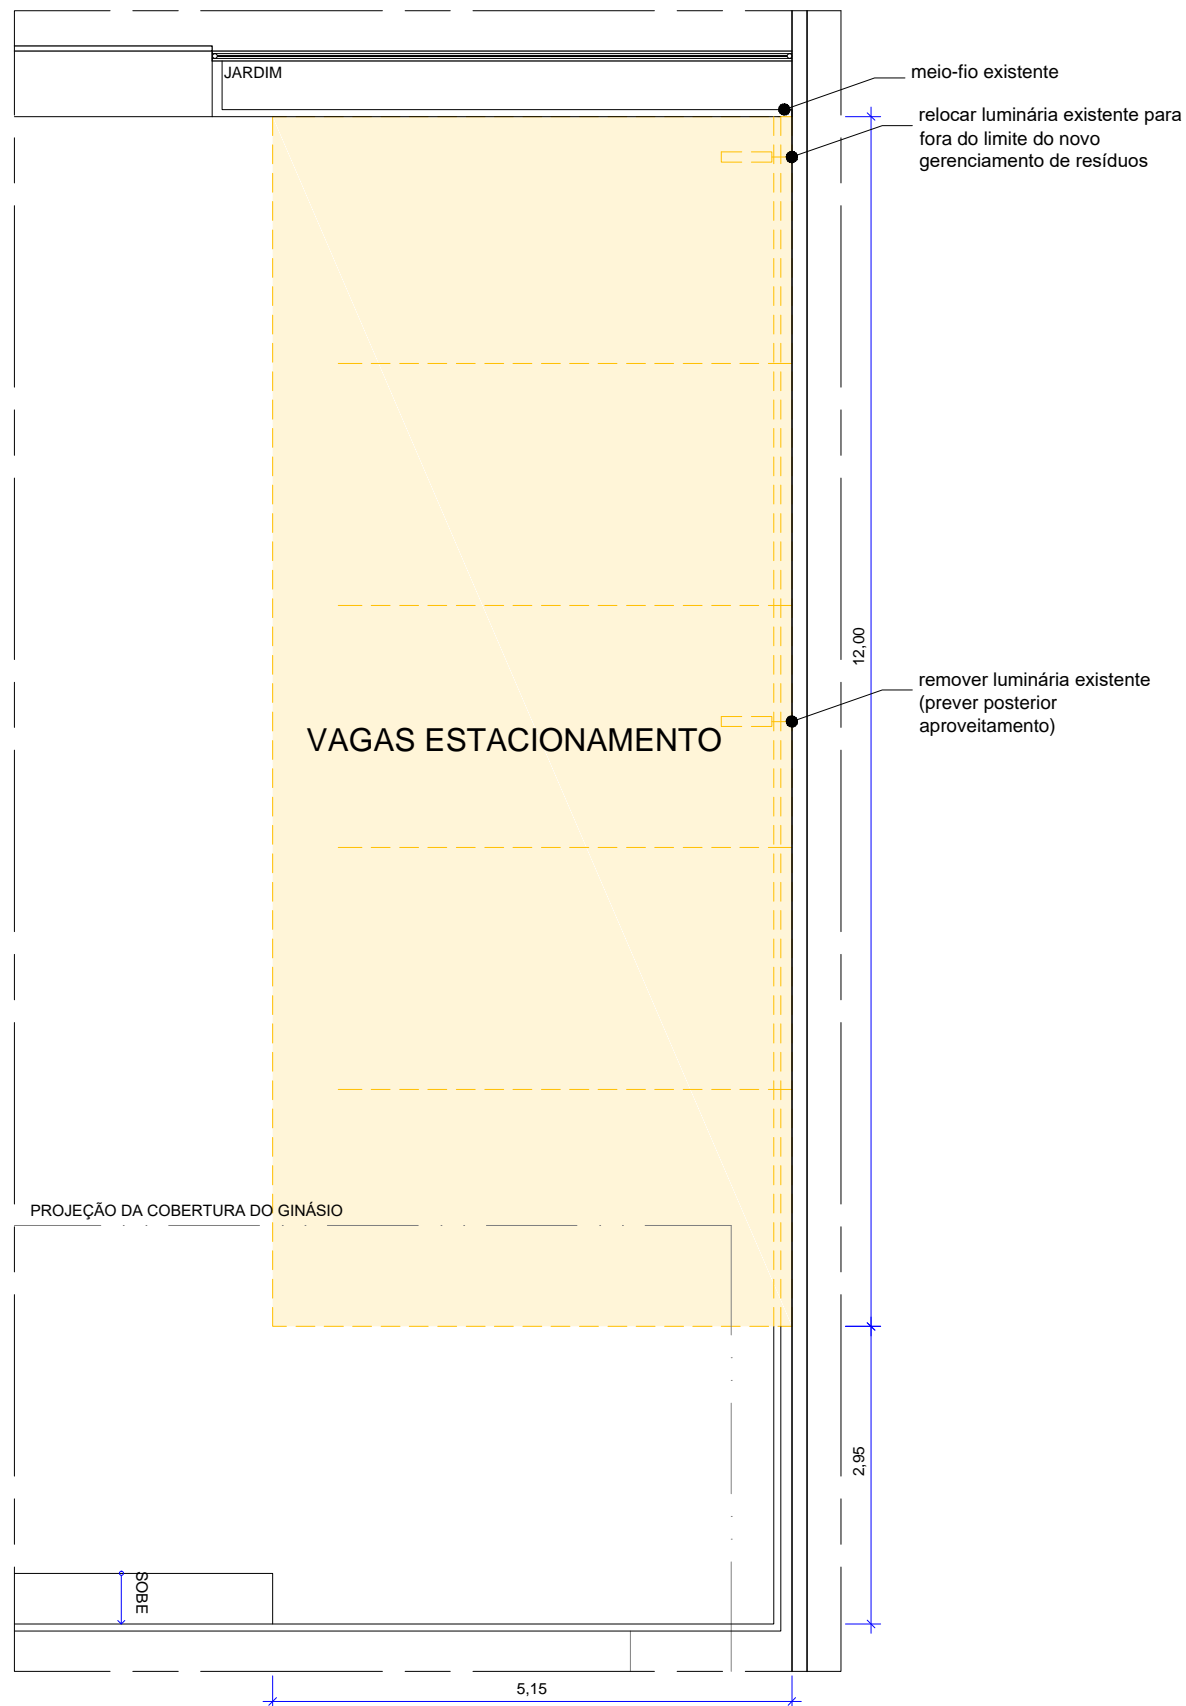 JARDIM
meio-fio existente
relocar luminária existente para
fora do limite do novo
gerenciamento de resíduos
12,00
remover luminária existente
(prever posterior
aproveitamento)
VAGAS ESTACIONAMENTO
PROJEÇÃO DA COBERTURA DO GINÁSIO
2,95
SOBE
5,15